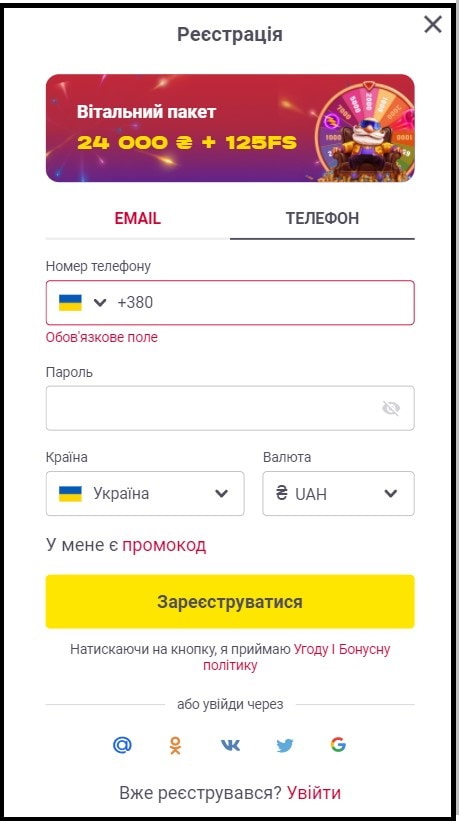 Реєстрація
Вітальний пакет
24 000 ₴ + 125FS
EMAIL
ТЕЛЕФОН
Номер телефону
+380
Обов'язкове поле
Пароль
Країна
Валюта
Україна
₴ UAH
У мене є промокод
Зареєструватися
Натискаючи на кнопку, я приймаю Угоду І Бонусну
політику
або увійди через
Вже реєструвався? Увійти